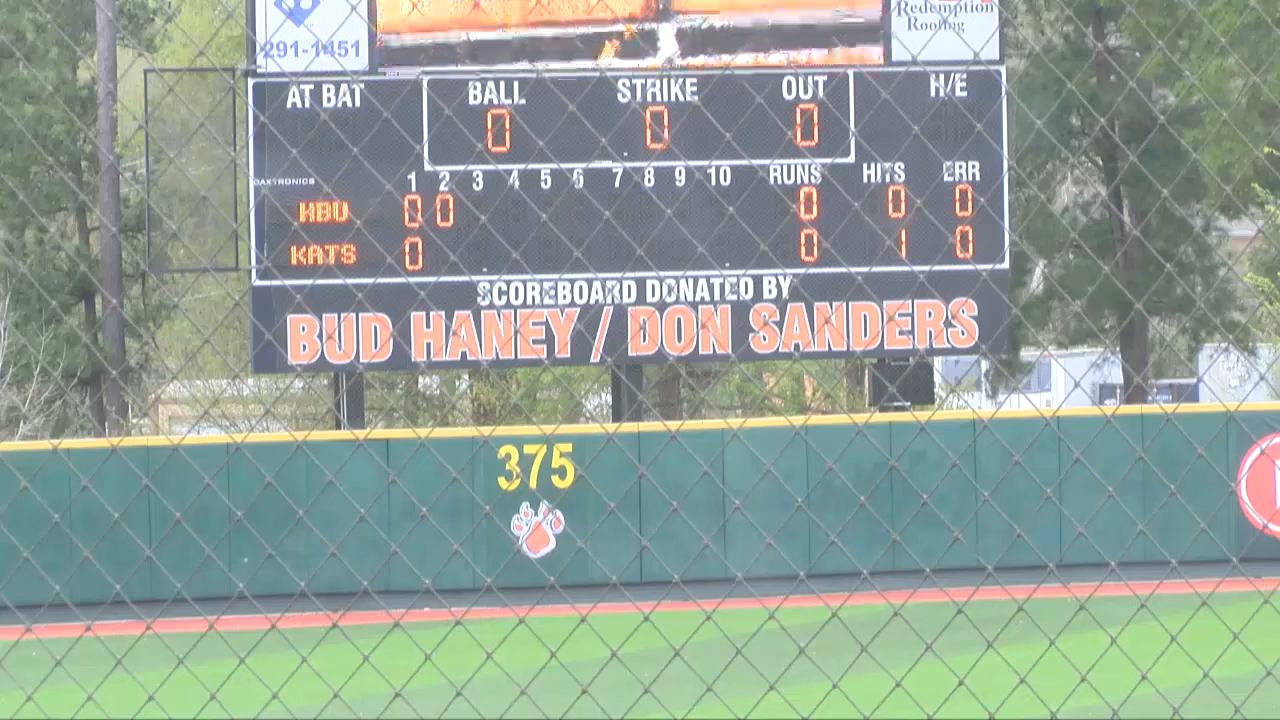 291-1451
Redemption
Roofing
AT BAT BALL STRIKE OUT H/E
0 0 0
DAKTRONICS 1 2 3 4 5 6 7 8 9 10 RUNS HITS ERR
HBU 0 0 0 0 0
KATS 0 0 1 0
SCOREBOARD DONATED BY
BUD HANEY / DON SANDERS
375